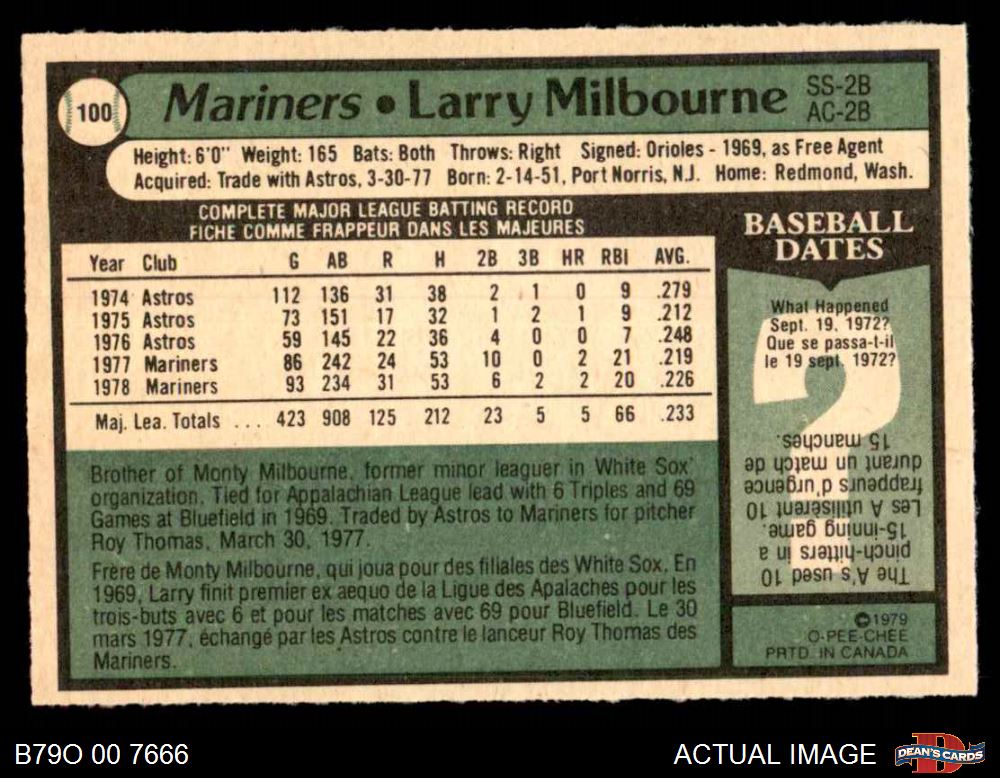 100
Mariners • Larry Milbourne
SS-2B
AC-2B
Height: 6'0" Weight: 165 Bats: Both Throws: Right Signed: Orioles - 1969, as Free Agent
Acquired: Trade with Astros, 3-30-77 Born: 2-14-51, Port Norris, N.J. Home: Redmond, Wash.
COMPLETE MAJOR LEAGUE BATTING RECORD
FICHE COMME FRAPPEUR DANS LES MAJEURES
Year Club G AB R H 2B 3B HR RBI AVG.
1974 Astros 112 136 31 38 2 1 0 9 .279
1975 Astros 73 151 17 32 1 2 1 9 .212
1976 Astros 59 145 22 36 4 0 0 7 .248
1977 Mariners 86 242 24 53 10 0 2 21 .219
1978 Mariners 93 234 31 53 6 2 2 20 .226
Maj. Lea. Totals ... 423 908 125 212 23 5 5 66 .233
Brother of Monty Milbourne, former minor leaguer in White Sox'
organization. Tied for Appalachian League lead with 6 Triples and 69
Games at Bluefield in 1969. Traded by Astros to Mariners for pitcher
Roy Thomas, March 30, 1977.
Frère de Monty Milbourne, qui joua pour des filiales des White Sox. En
1969, Larry finit premier ex aequo de la Ligue des Apalaches pour les
trois-buts avec 6 et pour les matches avec 69 pour Bluefield. Le 30
mars 1977, échangé par les Astros contre le lanceur Roy Thomas des
Mariners.
BASEBALL
DATES
What Happened
Sept. 19, 1972?
Que se passa-t-il
le 19 sept. 1972?
The A's used 10
pinch-hitters in a
15-inning game.
Les A utilisèrent 10
frappeurs d'urgence
durant un match de
15 manches.
©1979
O-PEE-CHEE
PRTD. IN CANADA
B79O 00 7666
ACTUAL IMAGE
DEAN'S CARDS